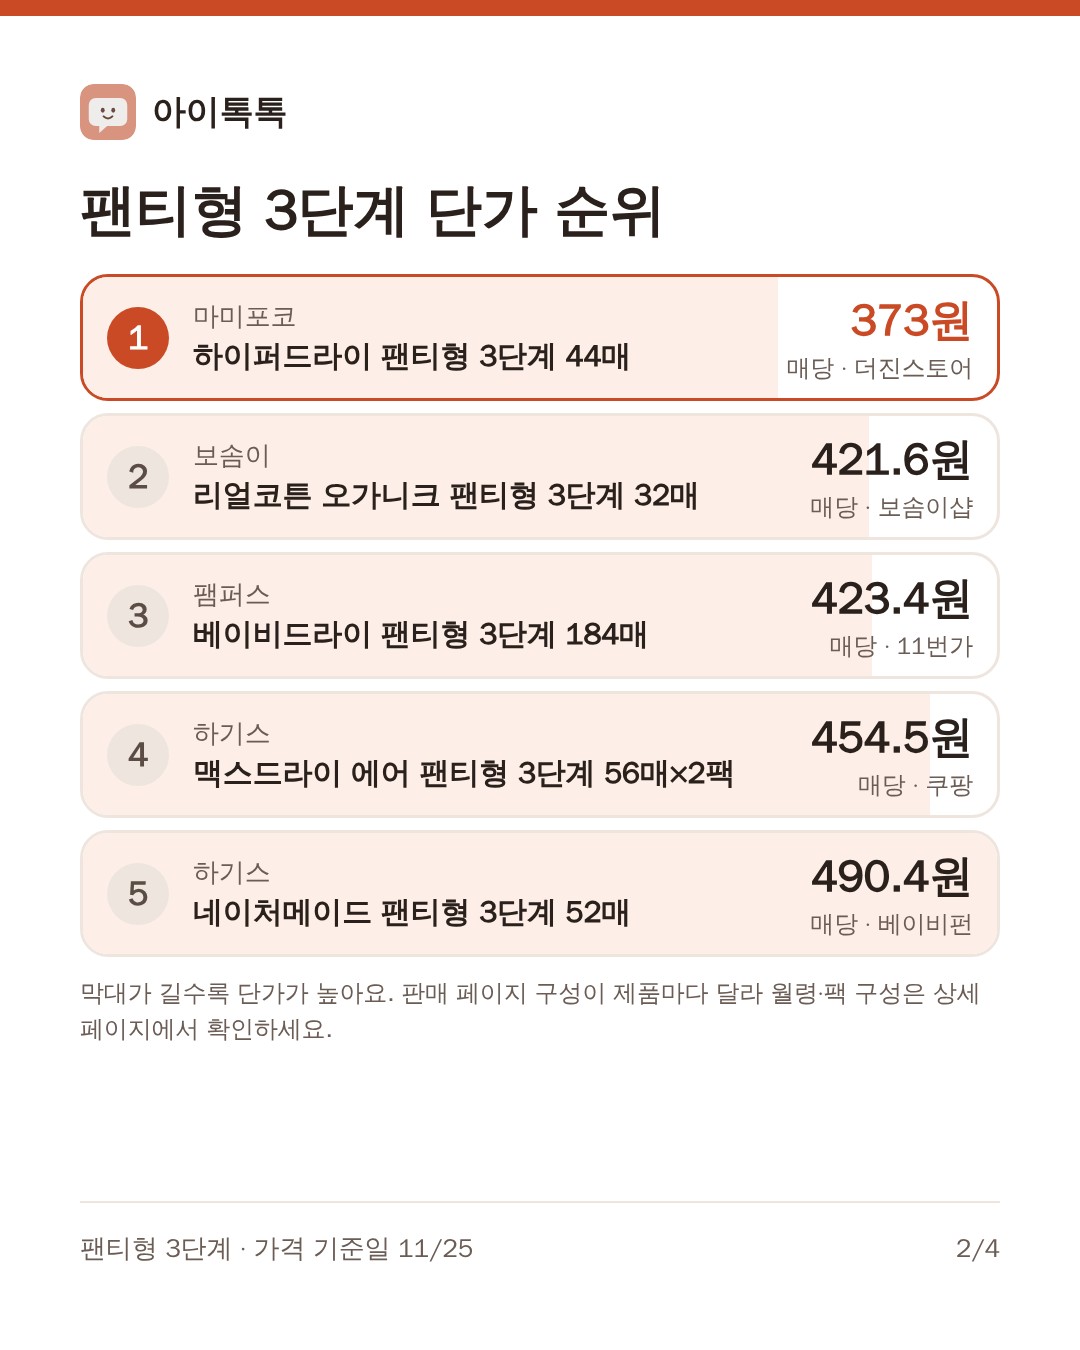 아이톡톡
팬티형 3단계 단가 순위
1
마미포코
하이퍼드라이 팬티형 3단계 44매
373원
매당 · 더진스토어
2
보솜이
리얼코튼 오가니크 팬티형 3단계 32매
421.6원
매당 · 보솜이샵
3
팸퍼스
베이비드라이 팬티형 3단계 184매
423.4원
매당 · 11번가
4
하기스
맥스드라이 에어 팬티형 3단계 56매×2팩
454.5원
매당 · 쿠팡
5
하기스
네이처메이드 팬티형 3단계 52매
490.4원
매당 · 베이비펀
막대가 길수록 단가가 높아요. 판매 페이지 구성이 제품마다 달라 월령·팩 구성은 상세
페이지에서 확인하세요.
팬티형 3단계 · 가격 기준일 11/25
2/4